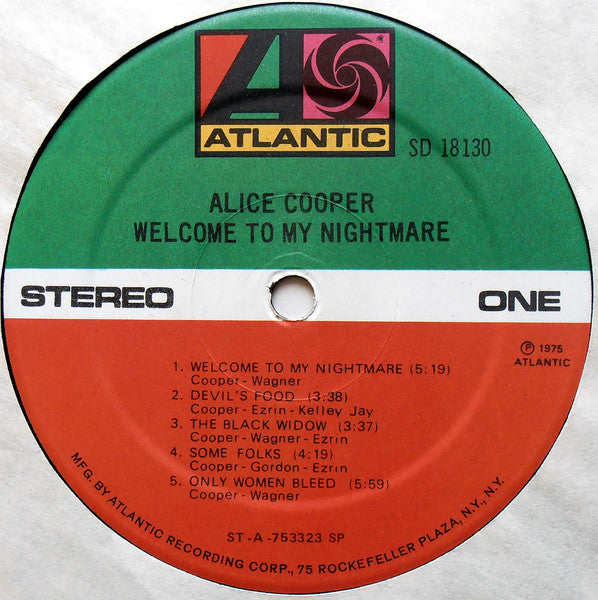 ATLANTIC
SD 18130
ALICE COOPER
WELCOME TO MY NIGHTMARE
STEREO
ONE
℗ 1975
ATLANTIC
1. WELCOME TO MY NIGHTMARE (5:19)
Cooper - Wagner
2. DEVIL'S FOOD (3:38)
Cooper - Ezrin - Kelley Jay
3. THE BLACK WIDOW (3:37)
Cooper - Wagner - Ezrin
4. SOME FOLKS (4:19)
Cooper - Gordon - Ezrin
5. ONLY WOMEN BLEED (5:59)
Cooper - Wagner
ST -A -753323 SP
MFG. BY ATLANTIC RECORDING CORP., 75 ROCKEFELLER PLAZA, N.Y., N.Y.